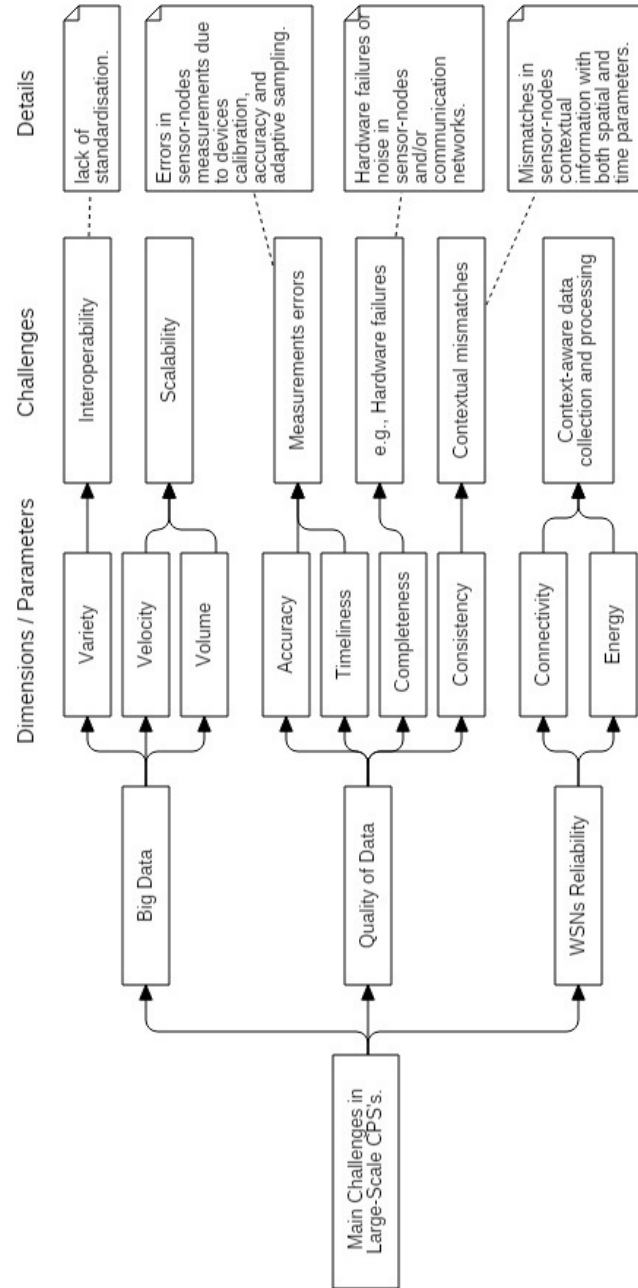 Dimensions / Parameters
Challenges
Details
Main Challenges in
Large-Scale CPS's.
Big Data
Quality of Data
WSNs Reliability
Variety
Velocity
Volume
Accuracy
Timeliness
Completeness
Consistency
Connectivity
Energy
Interoperability
Scalability
Measurements errors
e.g., Hardware failures
Contextual mismatches
Context-aware data
collection and processing
lack of
standardisation.
Errors in
sensor-nodes
measurements due
to devices
calibration,
accuracy and
adaptive sampling.
Hardware failures or
noise in
sensor-nodes
and/or
communication
networks.
Mismatches in
sensor-nodes
contextual
information with
both spatial and
time parameters.